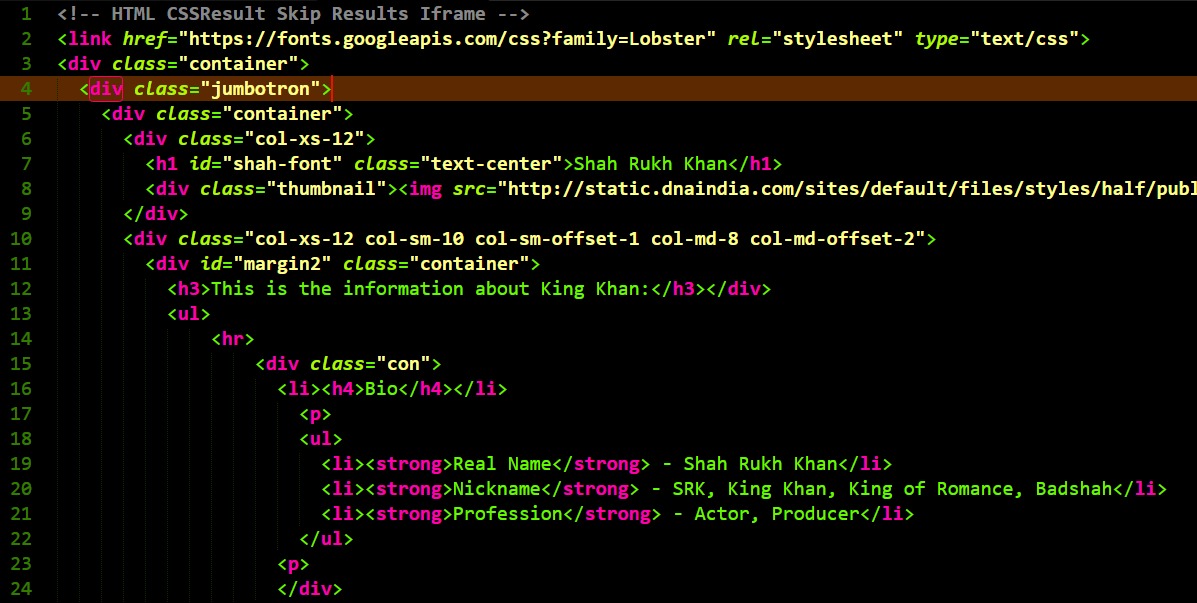 1 <!-- HTML CSSResult Skip Results Iframe -->
2 <link href="https://fonts.googleapis.com/css?family=Lobster" rel="stylesheet" type="text/css">
3 <div class="container">
4 <div class="jumbotron">
5 <div class="container">
6 <div class="col-xs-12">
7 <h1 id="shah-font" class="text-center">Shah Rukh Khan</h1>
8 <div class="thumbnail"><img src="http://static.dnaindia.com/sites/default/files/styles/half/publ
9 </div>
10 <div class="col-xs-12 col-sm-10 col-sm-offset-1 col-md-8 col-md-offset-2">
11 <div id="margin2" class="container">
12 <h3>This is the information about King Khan:</h3></div>
13 <ul>
14 <hr>
15 <div class="con">
16 <li><h4>Bio</h4></li>
17 <p>
18 <ul>
19 <li><strong>Real Name</strong> - Shah Rukh Khan</li>
20 <li><strong>Nickname</strong> - SRK, King Khan, King of Romance, Badshah</li>
21 <li><strong>Profession</strong> - Actor, Producer</li>
22 </ul>
23 <p>
24 </div>